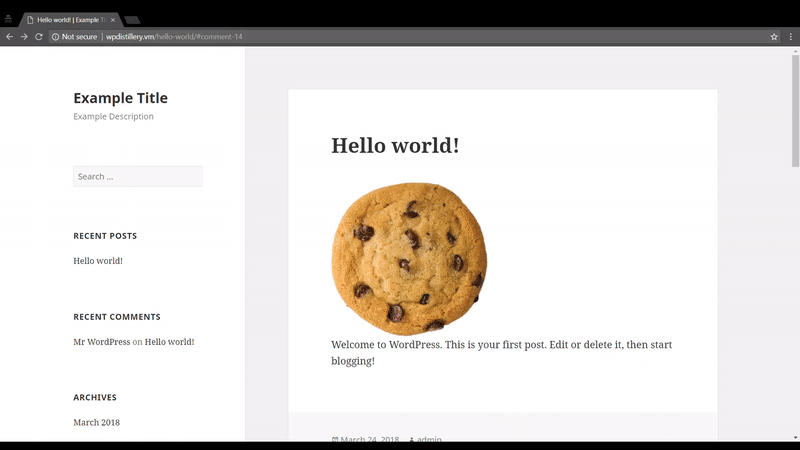 Hello world! | Example Ti
Not secure | wpdistillery.vm/hello-world/#comment-14
Example Title
Example Description
Search ...
RECENT POSTS
Hello world!
RECENT COMMENTS
Mr WordPress on Hello world!
ARCHIVES
March 2018
Hello world!
Welcome to WordPress. This is your first post. Edit or delete it, then start
blogging!
March 24, 2018 admin